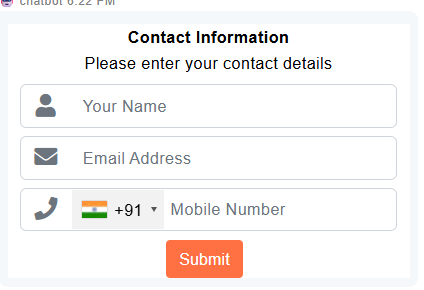 chatbot 6:22 PM
Contact Information
Please enter your contact details
Your Name
Email Address
+91 Mobile Number
Submit